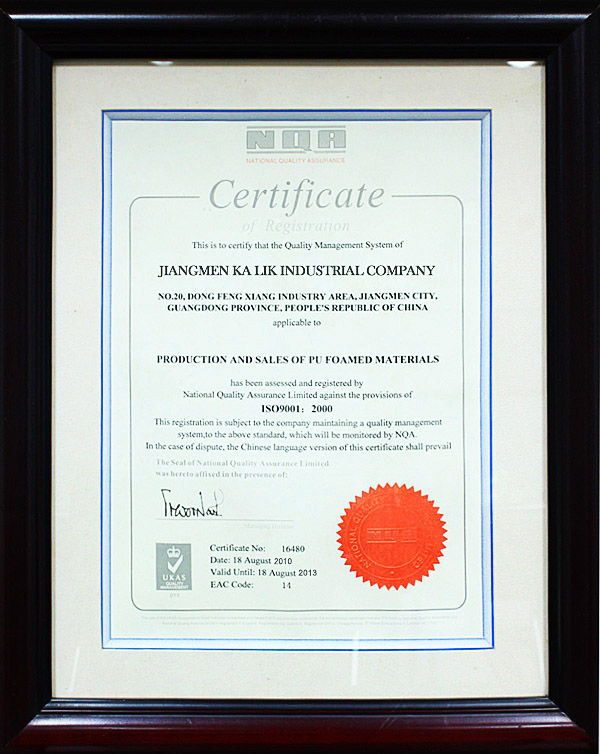 NQA
NATIONAL QUALITY ASSURANCE
Certificate
of Registration
This is to certify that the Quality Management System of
JIANGMEN KA LIK INDUSTRIAL COMPANY
NO.20, DONG FENG XIANG INDUSTRY AREA, JIANGMEN CITY,
GUANGDONG PROVINCE, PEOPLE'S REPUBLIC OF CHINA
applicable to
PRODUCTION AND SALES OF PU FOAMED MATERIALS
has been assessed and registered by
National Quality Assurance Limited against the provisions of
ISO9001: 2000
This registration is subject to the company maintaining a quality management
system,to the above standard, which will be monitored by NQA.
In the case of dispute, the Chinese language version of this certificate shall prevail
The Seal of National Quality Assurance Limited
was hereto affixed in the presence of:
Managing Director
NATIONAL QUALITY
NQA
UKAS
QUALITY
MANAGEMENT
015
Certificate No: 16480
Date: 18 August 2010
Valid Until: 18 August 2013
EAC Code: 14